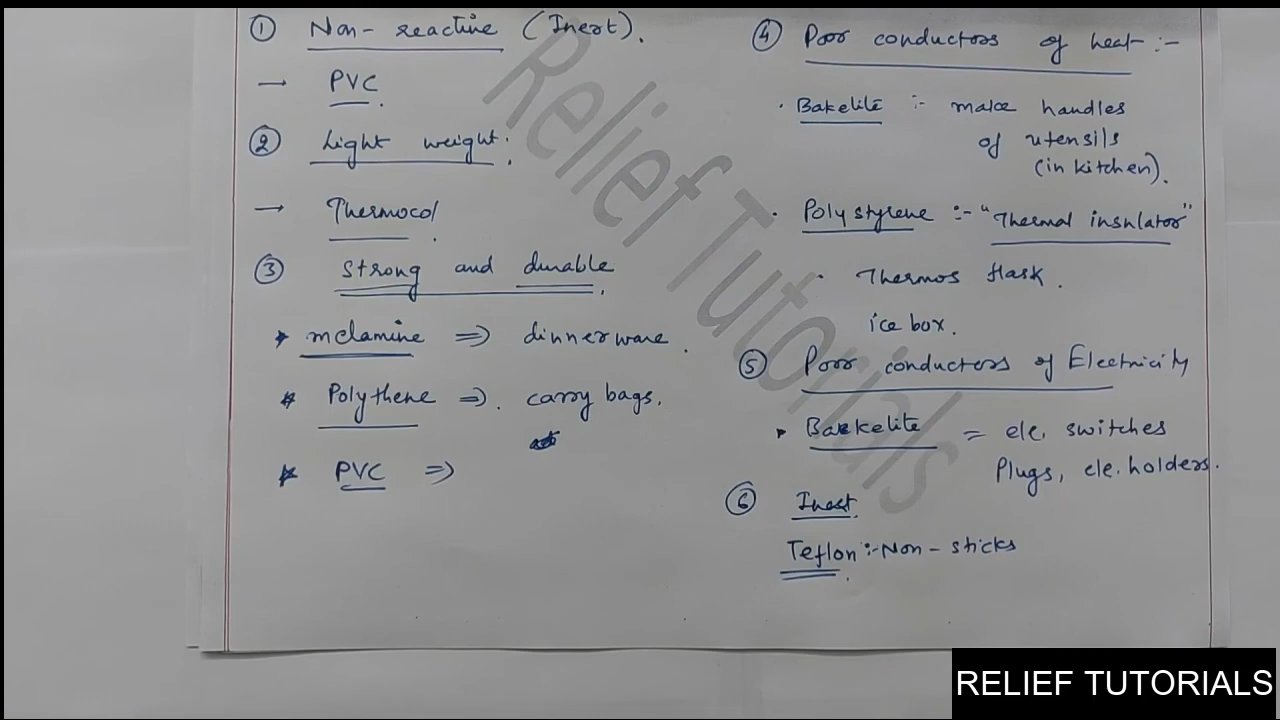 ① Non-reactive (Inert).
→ PVC
② Light weight:
→ Thermocol.
③ Strong and durable.
* melamine ⇒ dinnerware.
* Polythene ⇒. carry bags.
* PVC ⇒
④ Poor conductors of heat :-
· Bakelite :- make handles
of utensils
(in kitchen).
· Polystyrene :- "Thermal insulator"
· Thermos flask.
ice box.
⑤ Poor conductors of Electricity
· Backelite = ele. switches
Plugs, ele. holders.
⑥ Inert.
Teflon :- Non-sticks.
Relief Tutorials
RELIEF TUTORIALS